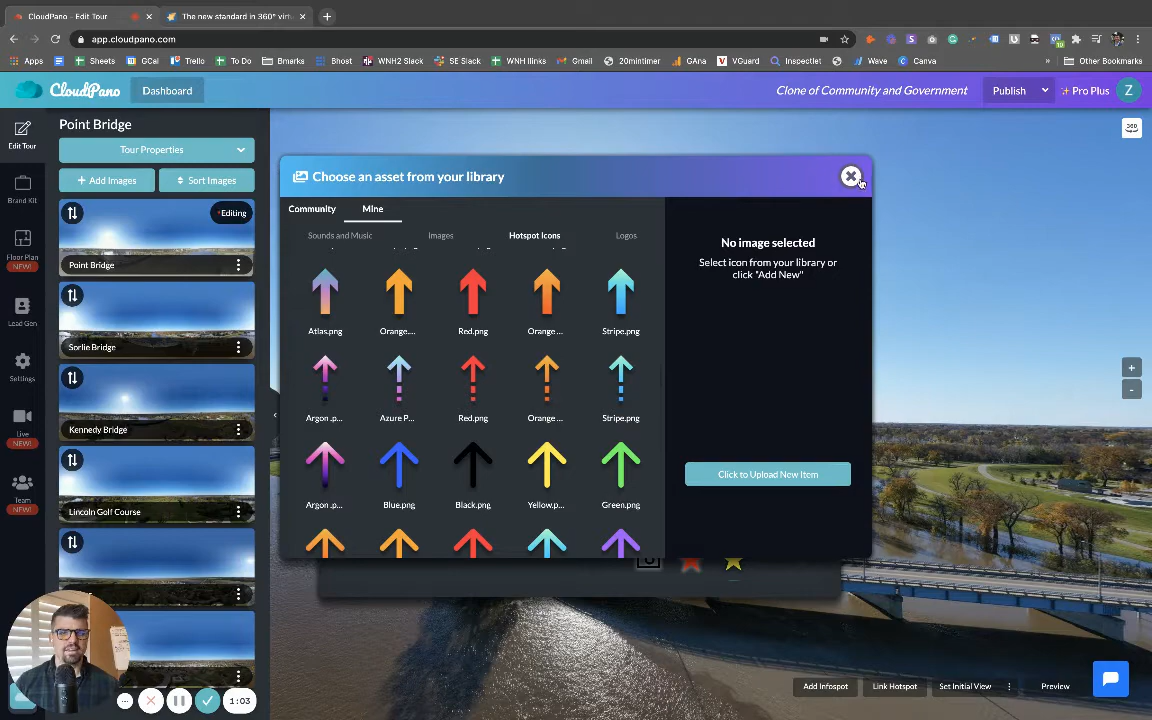 CloudPano - Edit Tour
The new standard in 360° virtu
app.cloudpano.com
Apps
Sheets
GCal
Trello
To Do
Bmarks
Bhost
WNH2 Slack
SE Slack
WNH llinks
Gmail
20mintimer
GAna
VGuard
Inspectlet
Wave
Canva
»
Other Bookmarks
CloudPano
Dashboard
Clone of Community and Government
Publish
Pro Plus
Z
Edit Tour
Brand Kit
Floor Plan
NEW!
Lead Gen
Settings
Live
NEW!
Team
NEW!
Point Bridge
Tour Properties
+ Add Images
Sort Images
Editing
Point Bridge
Sorlie Bridge
Kennedy Bridge
Lincoln Golf Course
Choose an asset from your library
Community
Mine
Sounds and Music
Images
Hotspot Icons
Logos
Atlas.png
Orange....
Red.png
Orange ...
Stripe.png
Argon .p...
Azure P...
Red.png
Orange ...
Stripe.png
Argon .p...
Blue.png
Black.png
Yellow.p...
Green.png
No image selected
Select icon from your library or
click "Add New"
Click to Upload New Item
360
+
-
Add Infospot
Link Hotspot
Set Initial View
Preview
1:03